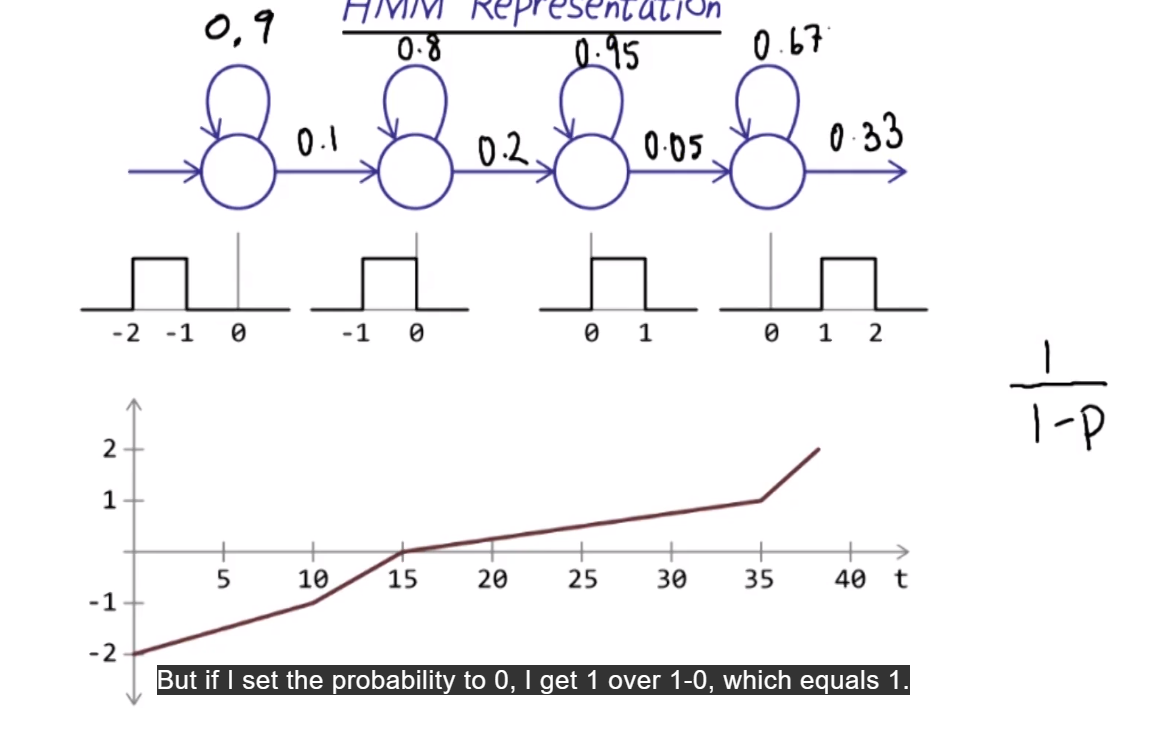 HMM Representation
0.9 0.8 0.95 0.67
0.1 0.2 0.05 0.33
-2 -1 0 -1 0 0 1 0 1 2
1
1-p
2
1
5 10 15 20 25 30 35 40 t
-1
-2
But if I set the probability to 0, I get 1 over 1-0, which equals 1.